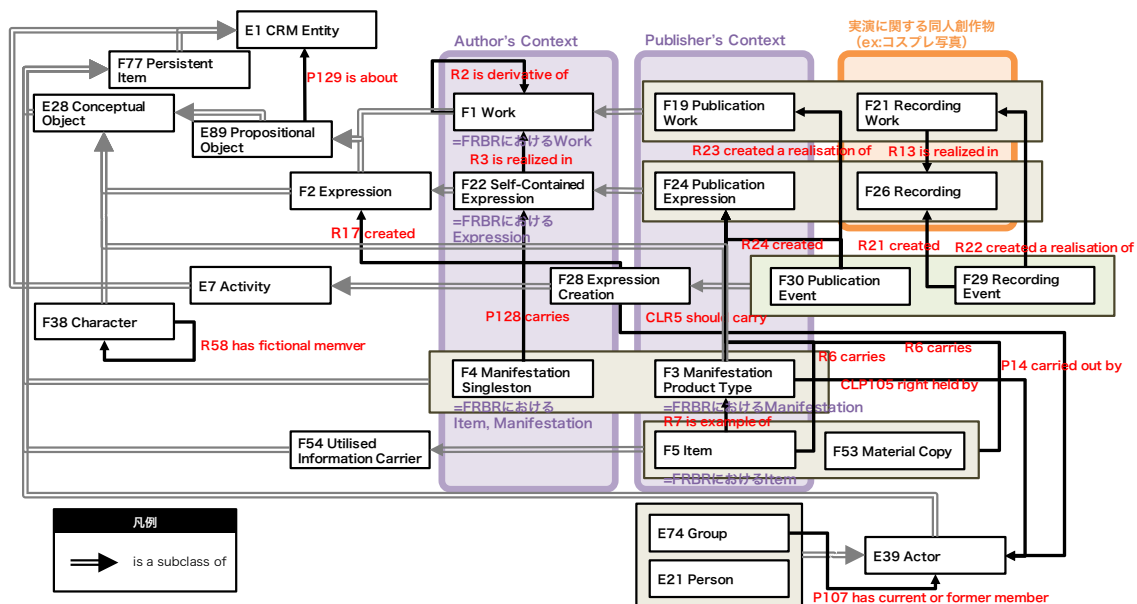 E1 CRM Entity
F77 Persistent
Item
P129 is about
E28 Conceptual
Object
E89 Propositional
Object
Author's Context
Publisher's Context
実演に関する同人創作物
（ex:コスプレ写真）
R2 is derivative of
F1 Work
=FRBRにおけるWork
F19 Publication
Work
F21 Recording
Work
R3 is realized in
R23 created a realisation of
R13 is realized in
F2 Expression
F22 Self-Contained
Expression
=FRBRにおける
Expression
F24 Publication
Expression
F26 Recording
R17 created
R24 created
R21 created
R22 created a realisation of
E7 Activity
F28 Expression
Creation
F30 Publication
Event
F29 Recording
Event
F38 Character
R58 has fictional memver
P128 carries
CLR5 should carry
R6 carries
R6 carries
P14 carried out by
F4 Manifestation
Singleston
=FRBRにおける
Item, Manifestation
F3 Manifestation
Product Type
=FRBRにおけるManifestation
CLP105 right held by
R7 is example of
F54 Utilised
Information Carrier
F5 Item
=FRBRにおけるItem
F53 Material Copy
凡例
is a subclass of
E74 Group
E21 Person
E39 Actor
P107 has current or former member